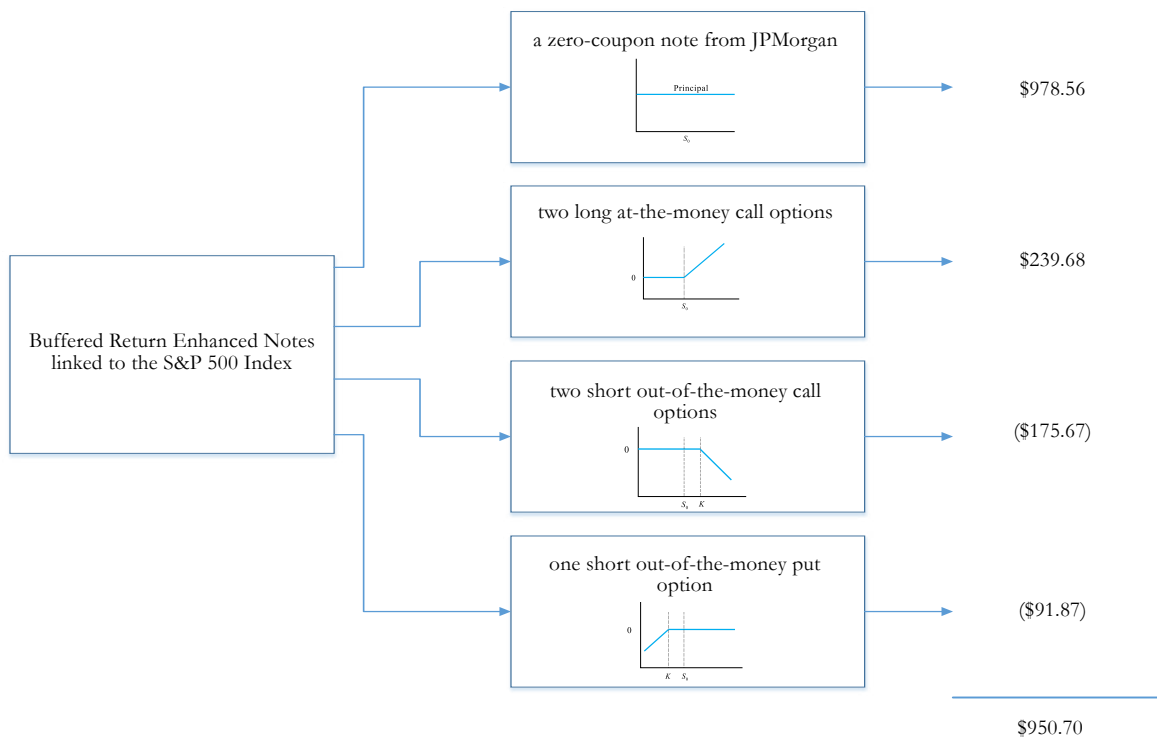 a zero-coupon note from JPMorgan
Principal
S₀
$978.56
two long at-the-money call options
0
S₀
$239.68
Buffered Return Enhanced Notes
linked to the S&P 500 Index
two short out-of-the-money call
options
0
S₀ K
($175.67)
one short out-of-the-money put
option
0
K S₀
($91.87)
$950.70